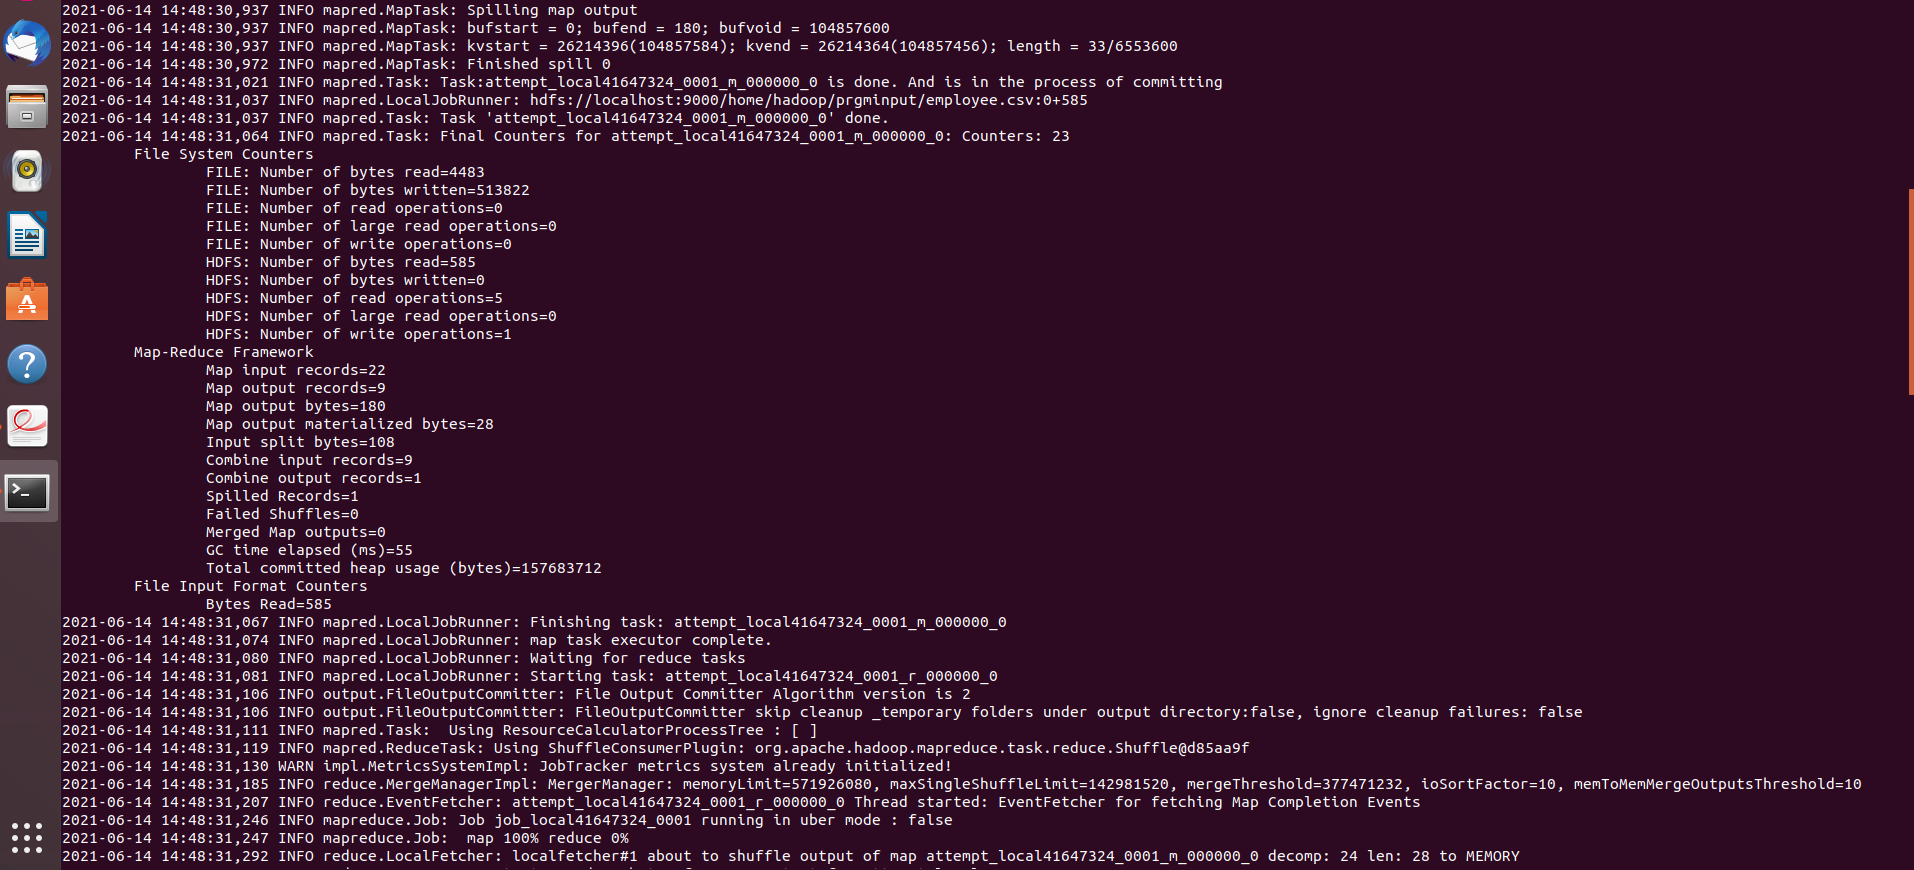 2021-06-14 14:48:30,937 INFO mapred.MapTask: Spilling map output
2021-06-14 14:48:30,937 INFO mapred.MapTask: bufstart = 0; bufend = 180; bufvoid = 104857600
2021-06-14 14:48:30,937 INFO mapred.MapTask: kvstart = 26214396(104857584); kvend = 26214364(104857456); length = 33/6553600
2021-06-14 14:48:30,972 INFO mapred.MapTask: Finished spill 0
2021-06-14 14:48:31,021 INFO mapred.Task: Task:attempt_local41647324_0001_m_000000_0 is done. And is in the process of committing
2021-06-14 14:48:31,037 INFO mapred.LocalJobRunner: hdfs://localhost:9000/home/hadoop/prgminput/employee.csv:0+585
2021-06-14 14:48:31,037 INFO mapred.Task: Task 'attempt_local41647324_0001_m_000000_0' done.
2021-06-14 14:48:31,064 INFO mapred.Task: Final Counters for attempt_local41647324_0001_m_000000_0: Counters: 23
File System Counters
FILE: Number of bytes read=4483
FILE: Number of bytes written=513822
FILE: Number of read operations=0
FILE: Number of large read operations=0
FILE: Number of write operations=0
HDFS: Number of bytes read=585
HDFS: Number of bytes written=0
HDFS: Number of read operations=5
HDFS: Number of large read operations=0
HDFS: Number of write operations=1
Map-Reduce Framework
Map input records=22
Map output records=9
Map output bytes=180
Map output materialized bytes=28
Input split bytes=108
Combine input records=9
Combine output records=1
Spilled Records=1
Failed Shuffles=0
Merged Map outputs=0
GC time elapsed (ms)=55
Total committed heap usage (bytes)=157683712
File Input Format Counters
Bytes Read=585
2021-06-14 14:48:31,067 INFO mapred.LocalJobRunner: Finishing task: attempt_local41647324_0001_m_000000_0
2021-06-14 14:48:31,074 INFO mapred.LocalJobRunner: map task executor complete.
2021-06-14 14:48:31,080 INFO mapred.LocalJobRunner: Waiting for reduce tasks
2021-06-14 14:48:31,081 INFO mapred.LocalJobRunner: Starting task: attempt_local41647324_0001_r_000000_0
2021-06-14 14:48:31,106 INFO output.FileOutputCommitter: File Output Committer Algorithm version is 2
2021-06-14 14:48:31,106 INFO output.FileOutputCommitter: FileOutputCommitter skip cleanup _temporary folders under output directory:false, ignore cleanup failures: false
2021-06-14 14:48:31,111 INFO mapred.Task:  Using ResourceCalculatorProcessTree : [ ]
2021-06-14 14:48:31,119 INFO mapred.ReduceTask: Using ShuffleConsumerPlugin: org.apache.hadoop.mapreduce.task.reduce.Shuffle@d85aa9f
2021-06-14 14:48:31,130 WARN impl.MetricsSystemImpl: JobTracker metrics system already initialized!
2021-06-14 14:48:31,185 INFO reduce.MergeManagerImpl: MergerManager: memoryLimit=571926080, maxSingleShuffleLimit=142981520, mergeThreshold=377471232, ioSortFactor=10, memToMemMergeOutputsThreshold=10
2021-06-14 14:48:31,207 INFO reduce.EventFetcher: attempt_local41647324_0001_r_000000_0 Thread started: EventFetcher for fetching Map Completion Events
2021-06-14 14:48:31,246 INFO mapreduce.Job: Job job_local41647324_0001 running in uber mode : false
2021-06-14 14:48:31,247 INFO mapreduce.Job:  map 100% reduce 0%
2021-06-14 14:48:31,292 INFO reduce.LocalFetcher: localfetcher#1 about to shuffle output of map attempt_local41647324_0001_m_000000_0 decomp: 24 len: 28 to MEMORY